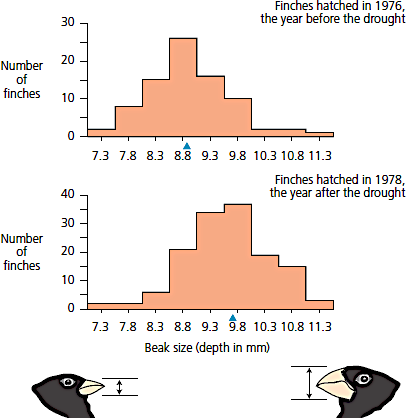 Finches hatched in 1976,
the year before the drought
Number
of
finches
30
20
10
0
7.3 7.8 8.3 8.8 9.3 9.8 10.3 10.8 11.3
Finches hatched in 1978,
the year after the drought
Number
of
finches
40
30
20
10
0
7.3 7.8 8.3 8.8 9.3 9.8 10.3 10.8 11.3
Beak size (depth in mm)